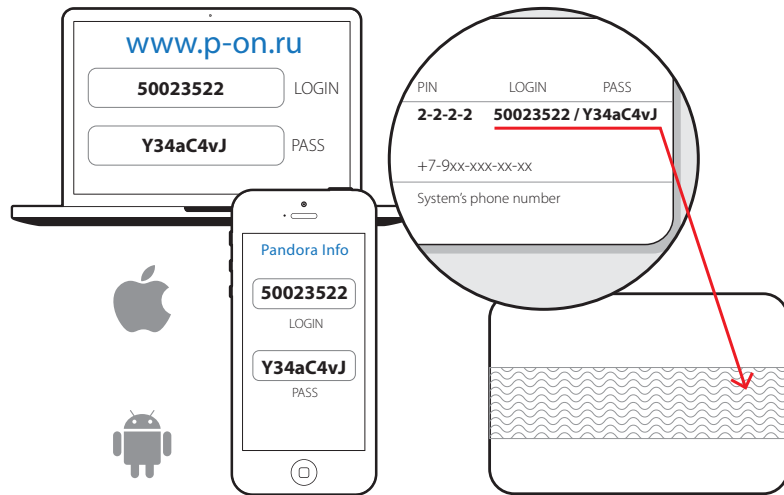 www.p-on.ru
50023522 LOGIN
Y34aC4vJ PASS
Pandora Info
50023522
LOGIN
Y34aC4vJ
PASS
PIN LOGIN PASS
2-2-2-2 50023522 / Y34aC4vJ
+7-9xx-xxx-xx-xx
System's phone number